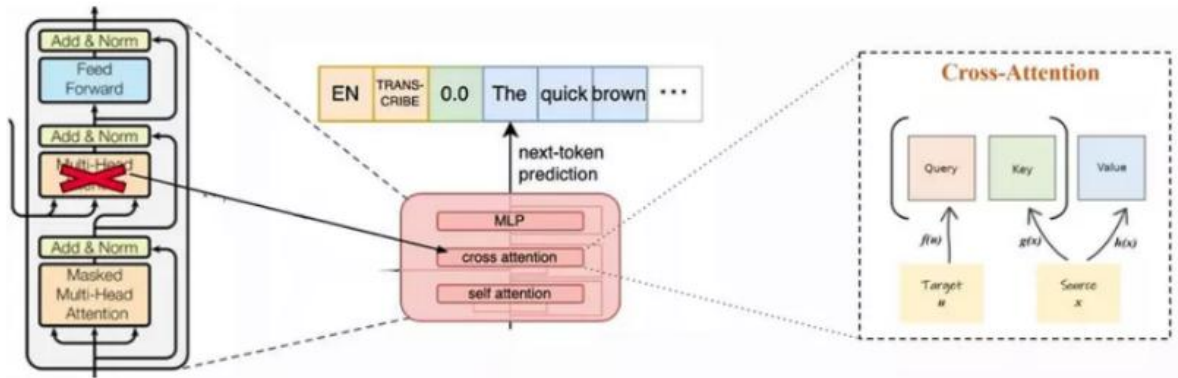 Add & Norm
Feed
Forward
Add & Norm
Multi-Head
Add & Norm
Masked
Multi-Head
Attention
EN
TRANS-
CRIBE
0.0
The
quick
brown
...
next-token
prediction
MLP
cross attention
self attention
Cross-Attention
Query
Key
Value
f(u)
g(x)
h(x)
Target
u
Source
x